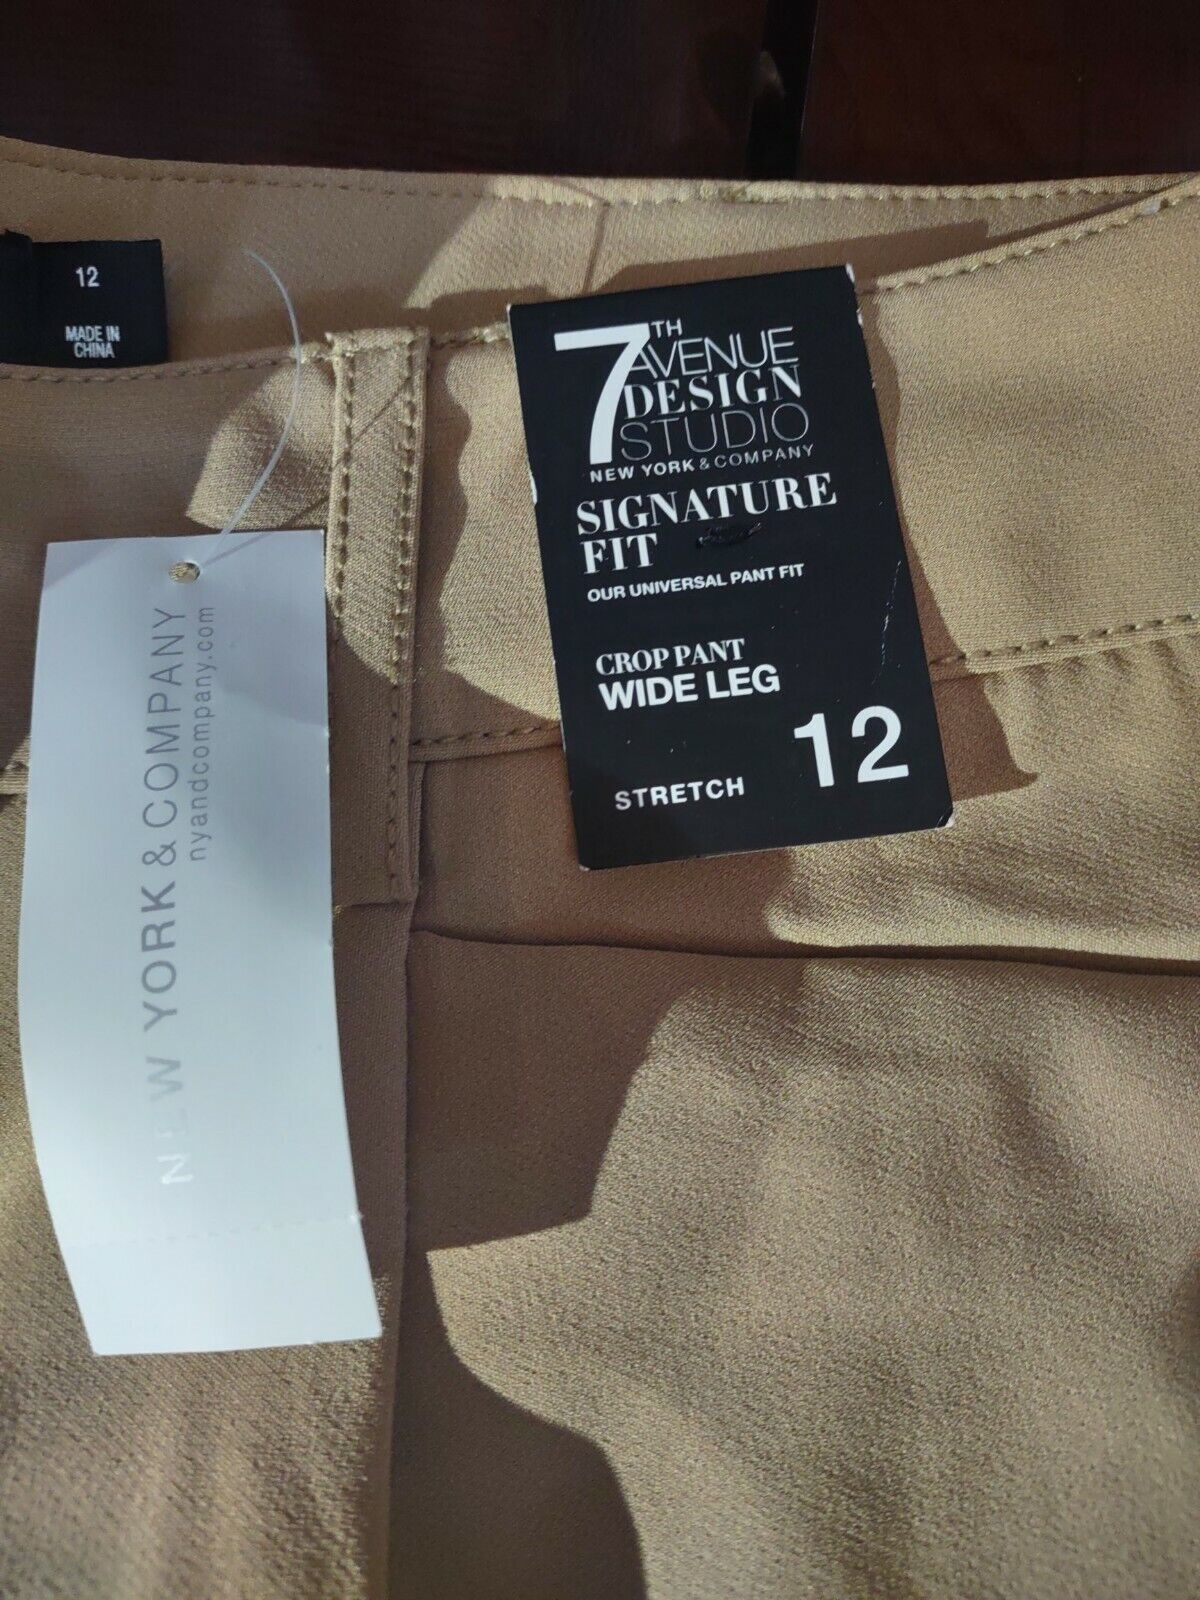 12
MADE IN
CHINA
7TH
AVENUE
DESIGN
STUDIO
NEW YORK & COMPANY
SIGNATURE
FIT
OUR UNIVERSAL PANT FIT
CROP PANT
WIDE LEG
STRETCH
12
NEW YORK & COMPANY
nyandcompany.com